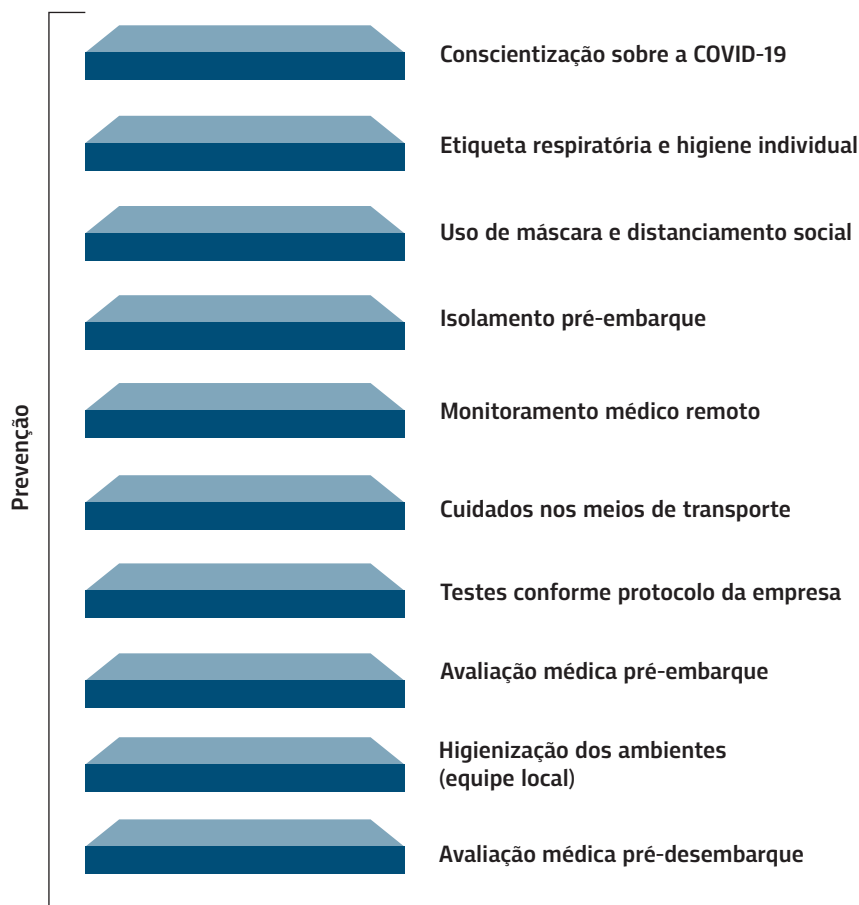 Conscientização sobre a COVID-19
Etiqueta respiratória e higiene individual
Uso de máscara e distanciamento social
Isolamento pré-embarque
Monitoramento médico remoto
Prevenção
Cuidados nos meios de transporte
Testes conforme protocolo da empresa
Avaliação médica pré-embarque
Higienização dos ambientes
(equipe local)
Avaliação médica pré-desembarque